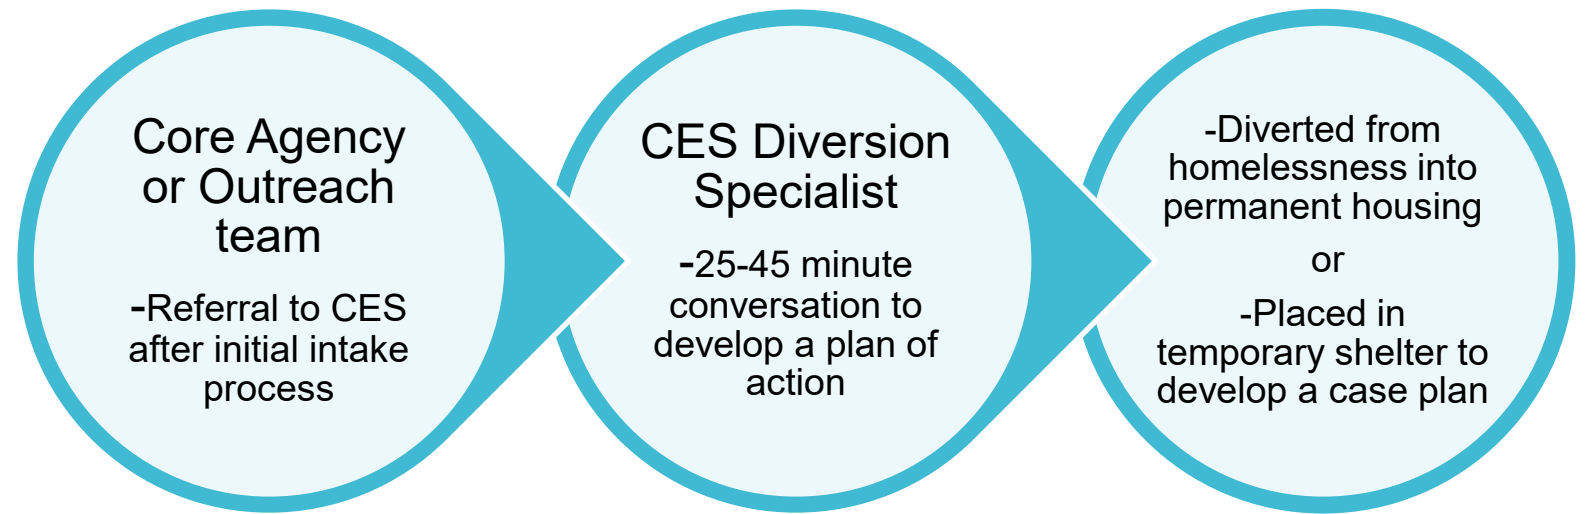 Core Agency
or Outreach
team
-Referral to CES
after initial intake
process
CES Diversion
Specialist
-25-45 minute
conversation to
develop a plan of
action
-Diverted from
homelessness into
permanent housing
or
-Placed in
temporary shelter to
develop a case plan